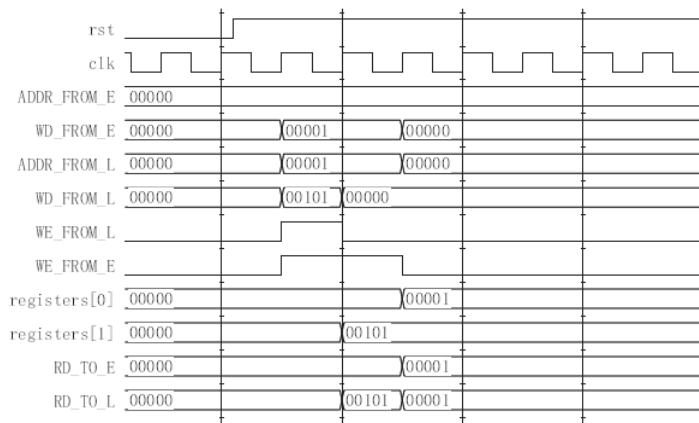 rst
clk
ADDR_FROM_E 00000
WD_FROM_E 00000 00001 00000
ADDR_FROM_L 00000 00001 00000
WD_FROM_L 00000 00101 00000
WE_FROM_L
WE_FROM_E
registers[0] 00000 00001
registers[1] 00000 00101
RD_TO_E 00000 00001
RD_TO_L 00000 00101 00001